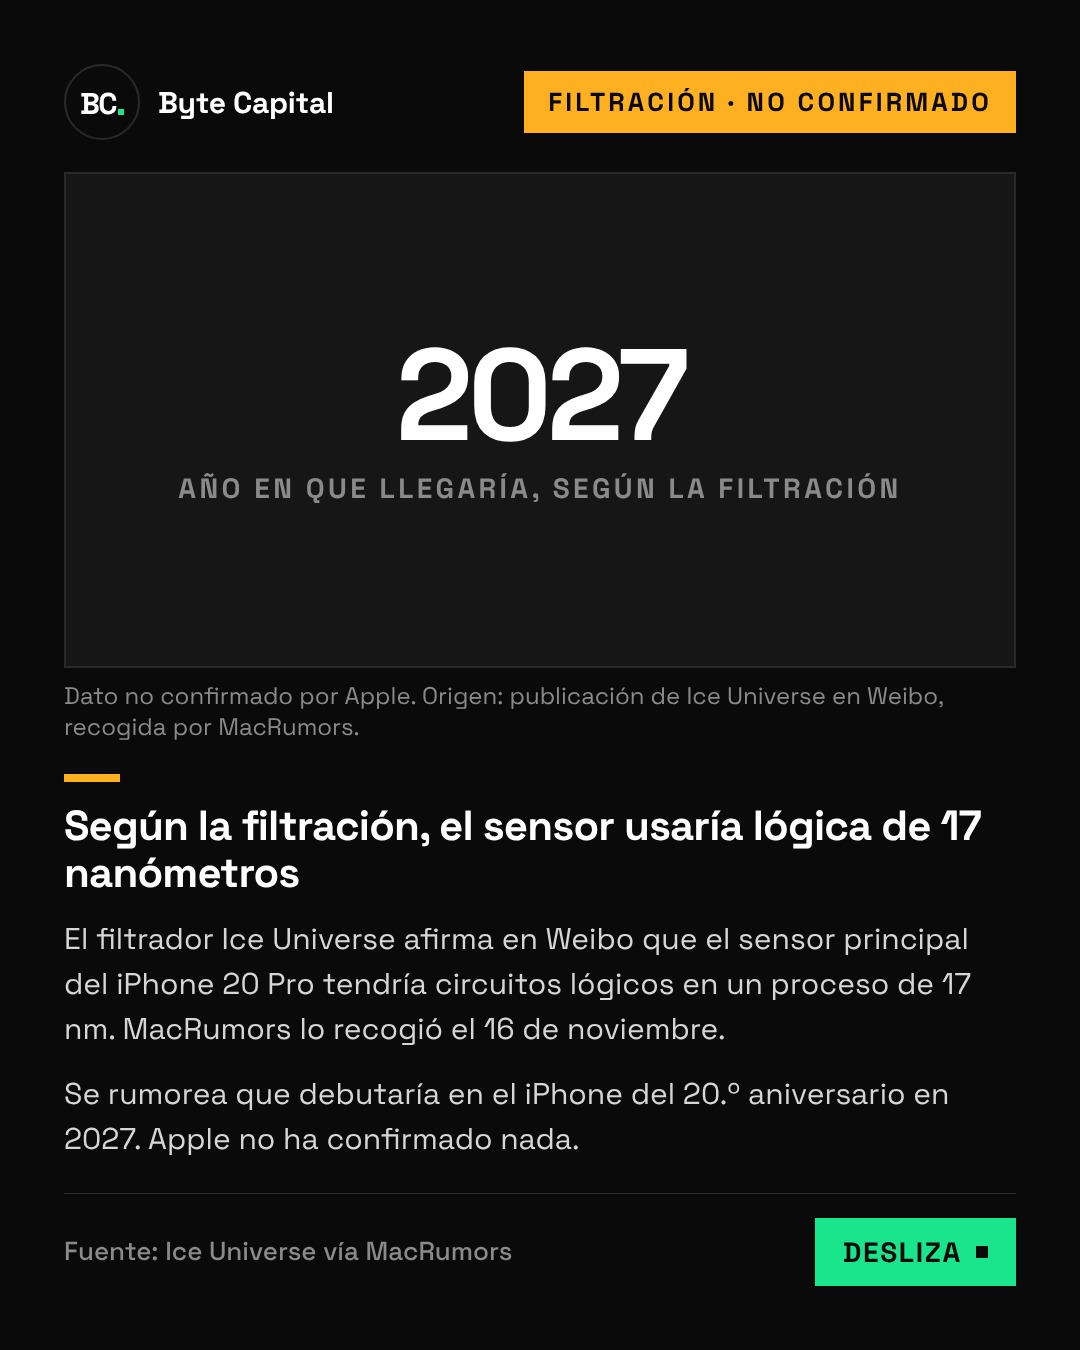 BC.
Byte Capital
FILTRACIÓN · NO CONFIRMADO
2027
AÑO EN QUE LLEGARÍA, SEGÚN LA FILTRACIÓN
Dato no confirmado por Apple. Origen: publicación de Ice Universe en Weibo,
recogida por MacRumors.
Según la filtración, el sensor usaría lógica de 17
nanómetros
El filtrador Ice Universe afirma en Weibo que el sensor principal
del iPhone 20 Pro tendría circuitos lógicos en un proceso de 17
nm. MacRumors lo recogió el 16 de noviembre.
Se rumorea que debutaría en el iPhone del 20.º aniversario en
2027. Apple no ha confirmado nada.
Fuente: Ice Universe vía MacRumors
DESLIZA